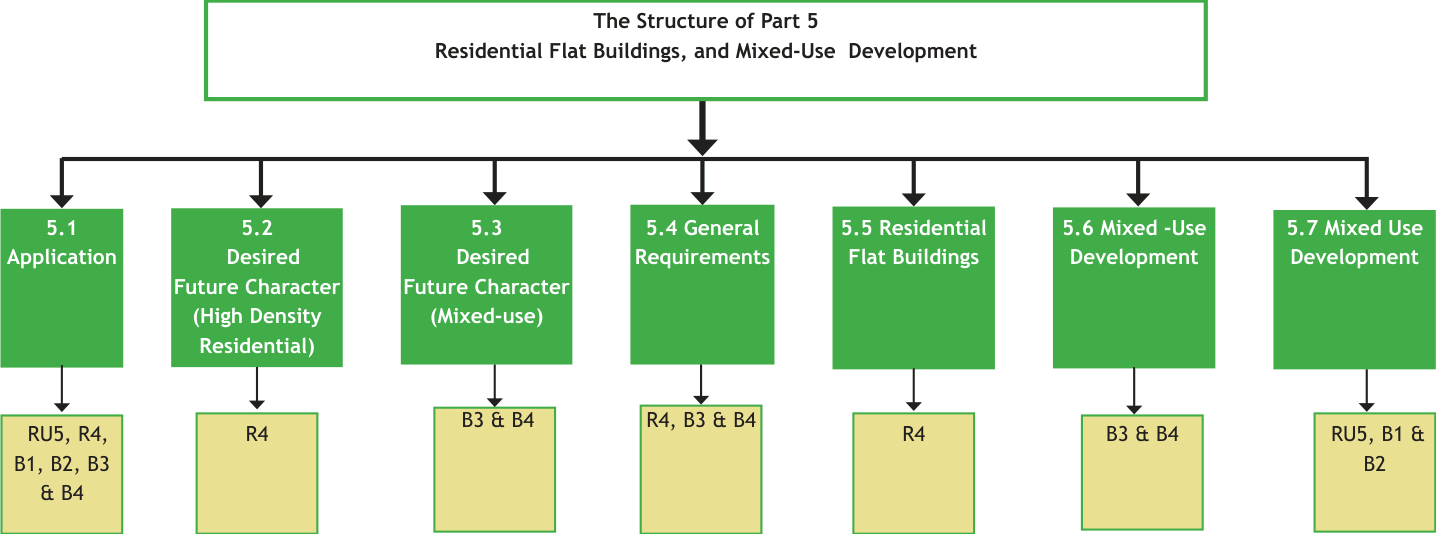 The Structure of Part 5
Residential Flat Buildings, and Mixed-Use Development
5.1
Application
5.2
Desired
Future Character
(High Density
Residential)
5.3
Desired
Future Character
(Mixed-use)
5.4 General
Requirements
5.5 Residential
Flat Buildings
5.6 Mixed -Use
Development
5.7 Mixed Use
Development
RU5, R4,
B1, B2, B3
& B4
R4
B3 & B4
R4, B3 & B4
R4
B3 & B4
RU5, B1 &
B2